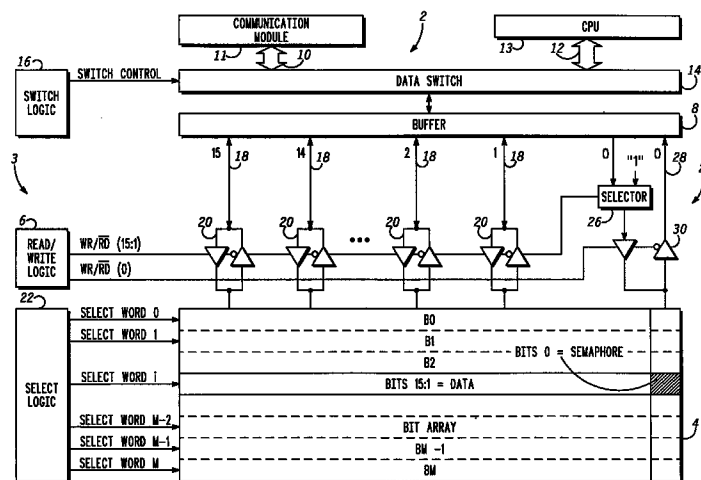 COMMUNICATION
MODULE
11
10
2
CPU
13
12
16
SWITCH
LOGIC
SWITCH CONTROL
DATA SWITCH
14
BUFFER
8
3
15
18
14
18
2
18
1
18
0
"1"
0
28
SELECTOR
26
2
6
READ/
WRITE
LOGIC
WR/RD (15:1)
WR/RD (0)
20
20
•••
20
20
30
22
SELECT
LOGIC
SELECT WORD 0
SELECT WORD 1
SELECT WORD i
SELECT WORD M-2
SELECT WORD M-1
SELECT WORD M
B0
B1
B2
BITS 0 = SEMAPHORE
BITS 15:1 = DATA
BIT ARRAY
BM -1
BM
4